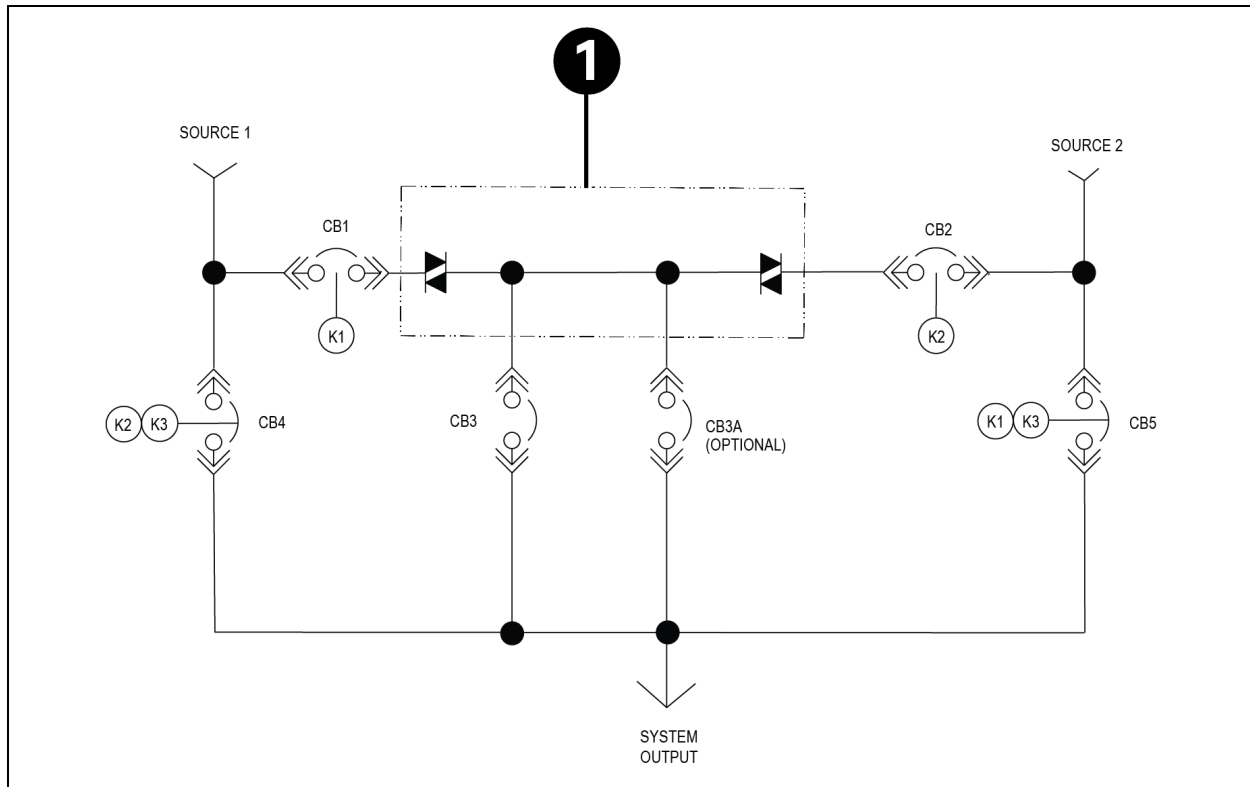 1
SOURCE 1
SOURCE 2
CB1
CB2
K1
K2
K2 K3
CB4
CB3
CB3A
(OPTIONAL)
K1 K3
CB5
SYSTEM
OUTPUT